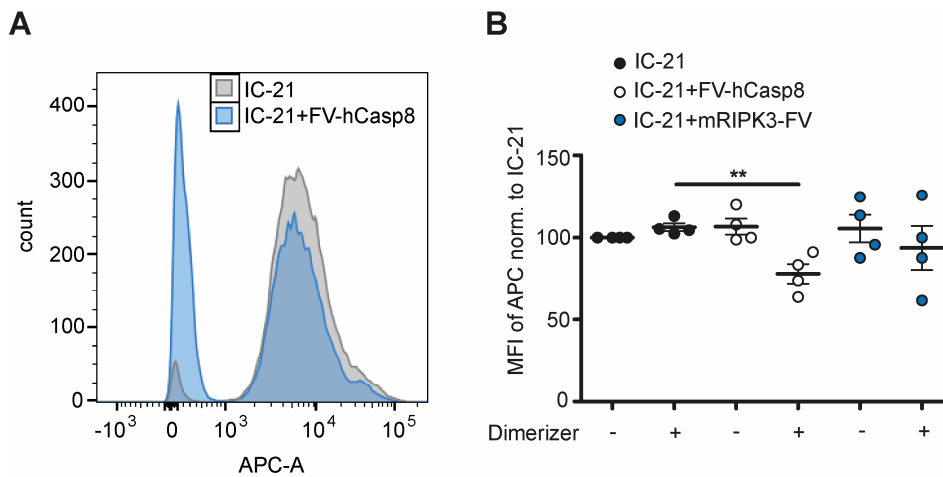 A
count
400
300
200
100
0
-10³ 0 10³ 10⁴ 10⁵
APC-A
IC-21
IC-21+FV-hCasp8
B
IC-21
IC-21+FV-hCasp8
IC-21+mRIPK3-FV
MFI of APC norm. to IC-21
150
100
50
0
**
Dimerizer - + - + - +